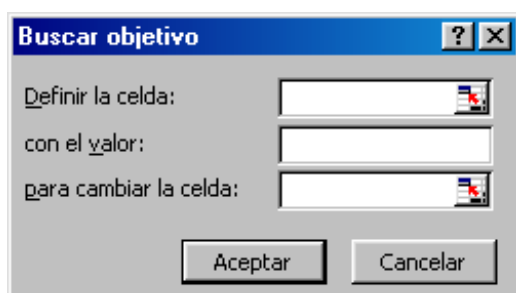 Buscar objetivo
Definir la celda:
con el valor:
para cambiar la celda:
Aceptar Cancelar